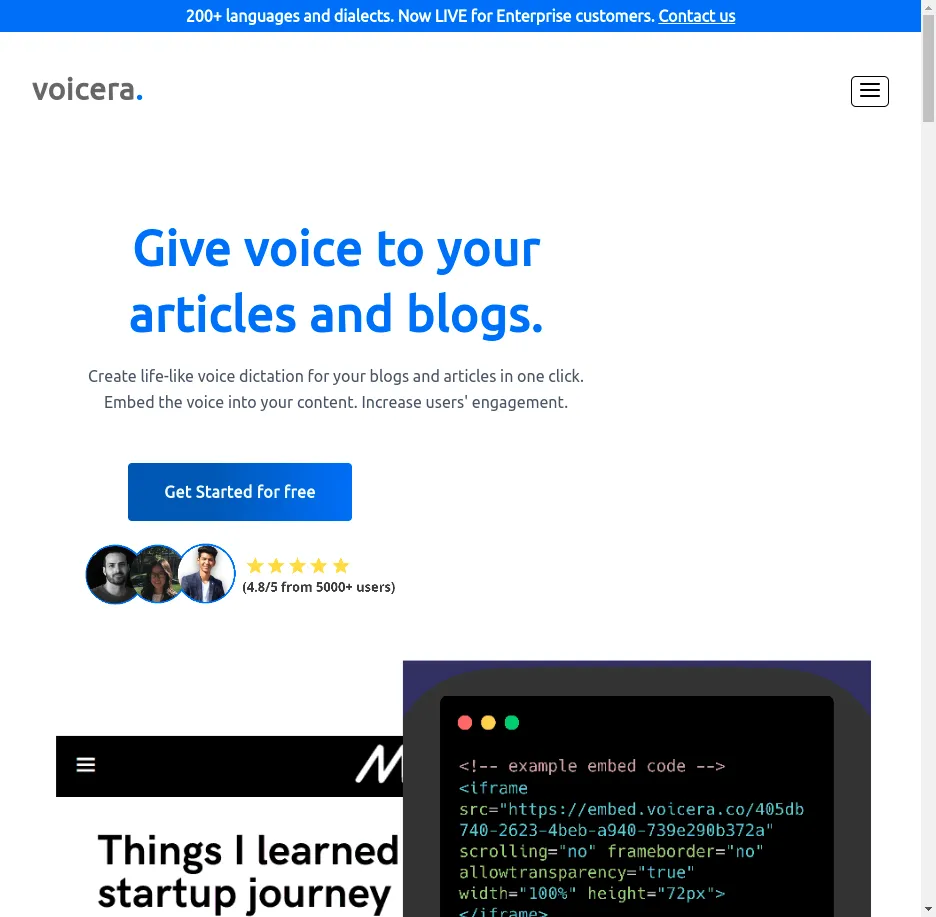 200+ languages and dialects. Now LIVE for Enterprise customers. Contact us
voicera.
Give voice to your
articles and blogs.
Create life-like voice dictation for your blogs and articles in one click.
Embed the voice into your content. Increase users' engagement.
Get Started for free
(4.8/5 from 5000+ users)
<!-- example embed code -->
<iframe
src="https://embed.voicera.co/405db
740-2623-4beb-a940-739e290b372a"
scrolling="no" frameborder="no"
allowtransparency="true"
width="100%" height="72px">
</iframe>
Things I learned
startup journey